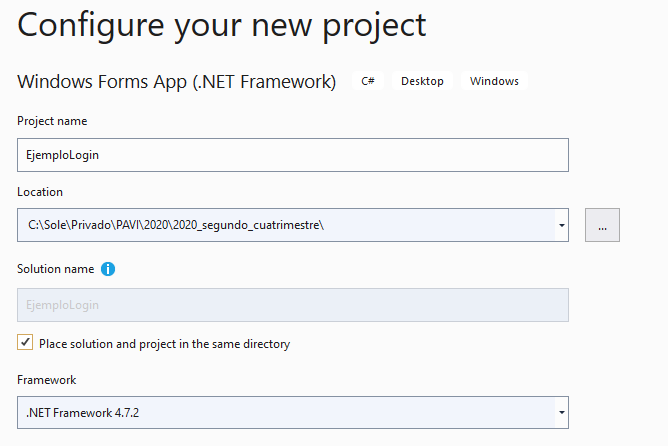 Configure your new project
Windows Forms App (.NET Framework) C# Desktop Windows
Project name
EjemploLogin
Location
C:\Sole\Privado\PAVI\2020\2020_segundo_cuatrimestre\ ...
Solution name
EjemploLogin
Place solution and project in the same directory
Framework
.NET Framework 4.7.2